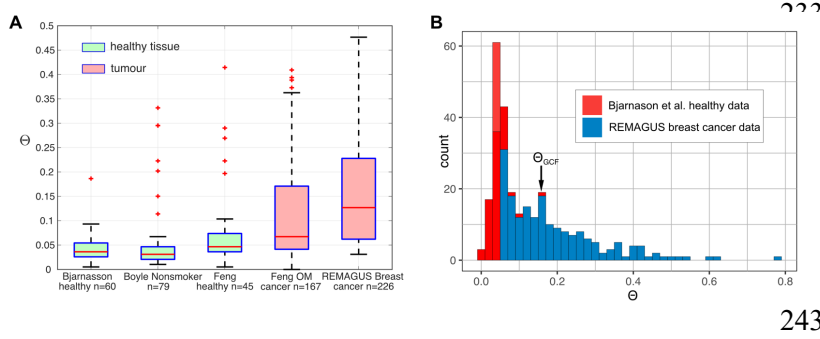 233
A
B
0.5
0.45
0.4
0.35
0.3
0.25
0.2
0.15
0.1
0.05
0
Θ
healthy tissue
tumour
Bjarnasson
healthy n=60
Boyle Nonsmoker
n=79
Feng
healthy n=45
Feng OM
cancer n=167
REMAGUS Breast
cancer n=226
60
40
20
0
count
Bjarnason et al. healthy data
REMAGUS breast cancer data
ΘGCF
0.0
0.2
0.4
0.6
0.8
Θ
243